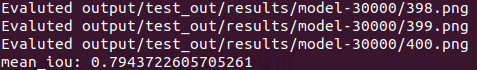 Evaluted output/test_out/results/model-30000/398.png
Evaluted output/test_out/results/model-30000/399.png
Evaluted output/test_out/results/model-30000/400.png
mean_iou: 0.7943722605705261